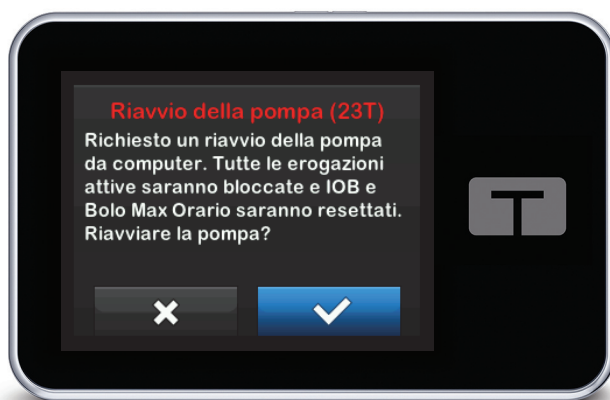 Riavvio della pompa (23T)
Richiesto un riavvio della pompa
da computer. Tutte le erogazioni
attive saranno bloccate e IOB e
Bolo Max Orario saranno resettati.
Riavviare la pompa?